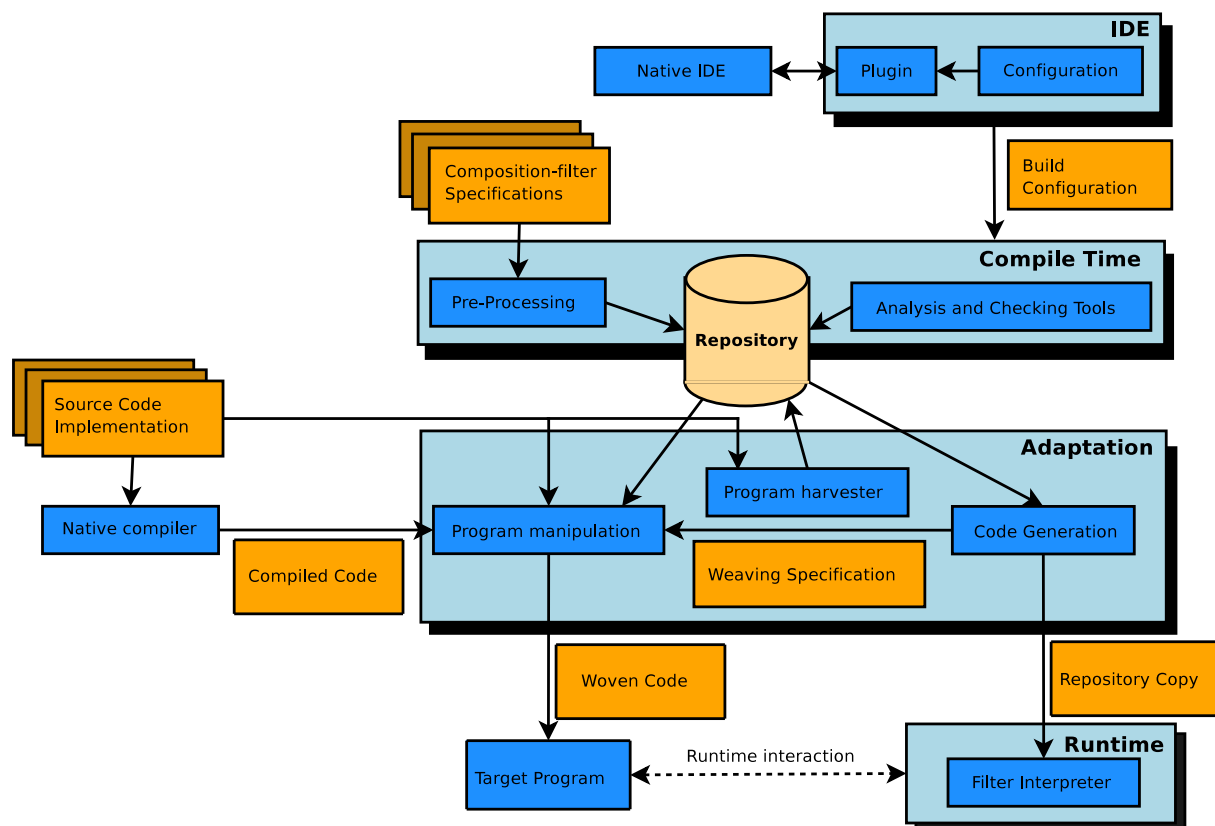 IDE
Native IDE
Plugin
Configuration
Composition-filter
Specifications
Build
Configuration
Compile Time
Pre-Processing
Analysis and Checking Tools
Repository
Source Code
Implementation
Adaptation
Program harvester
Native compiler
Program manipulation
Code Generation
Compiled Code
Weaving Specification
Woven Code
Repository Copy
Runtime
Runtime interaction
Target Program
Filter Interpreter